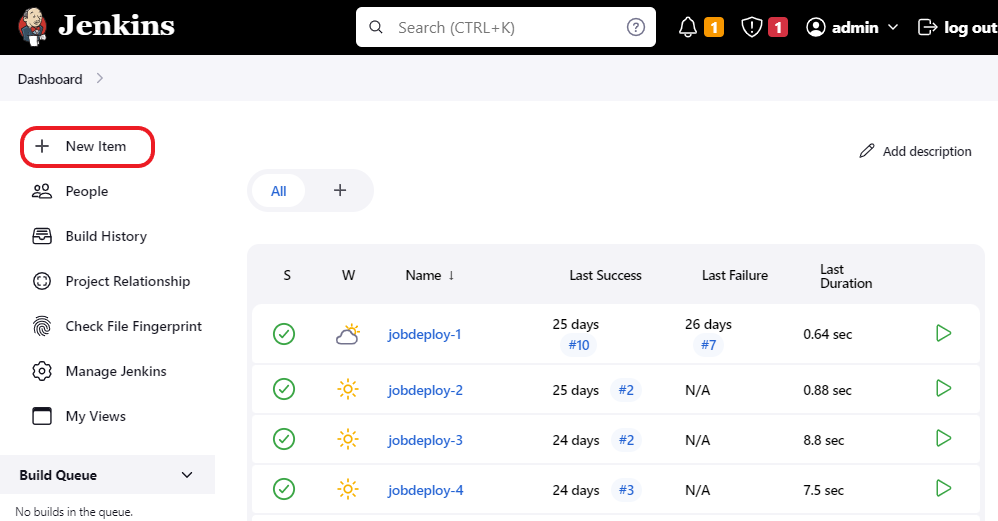 Jenkins
Search (CTRL+K)
?
1
1
admin
log out
Dashboard
New Item
People
Build History
Project Relationship
Check File Fingerprint
Manage Jenkins
My Views
Build Queue
No builds in the queue.
Add description
All +
S W Name ↓ Last Success Last Failure Last Duration
jobdeploy-1 25 days #10 26 days #7 0.64 sec
jobdeploy-2 25 days #2 N/A 0.88 sec
jobdeploy-3 24 days #2 N/A 8.8 sec
jobdeploy-4 24 days #3 N/A 7.5 sec